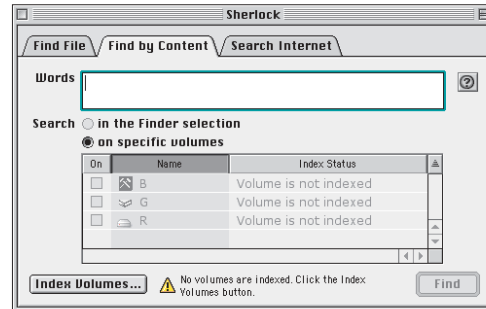 Sherlock
Find File Find by Content Search Internet
Words
?
Search in the Finder selection
on specific volumes
On Name Index Status
B Volume is not indexed
G Volume is not indexed
R Volume is not indexed
Index Volumes... No volumes are indexed. Click the Index Find
Volumes button.